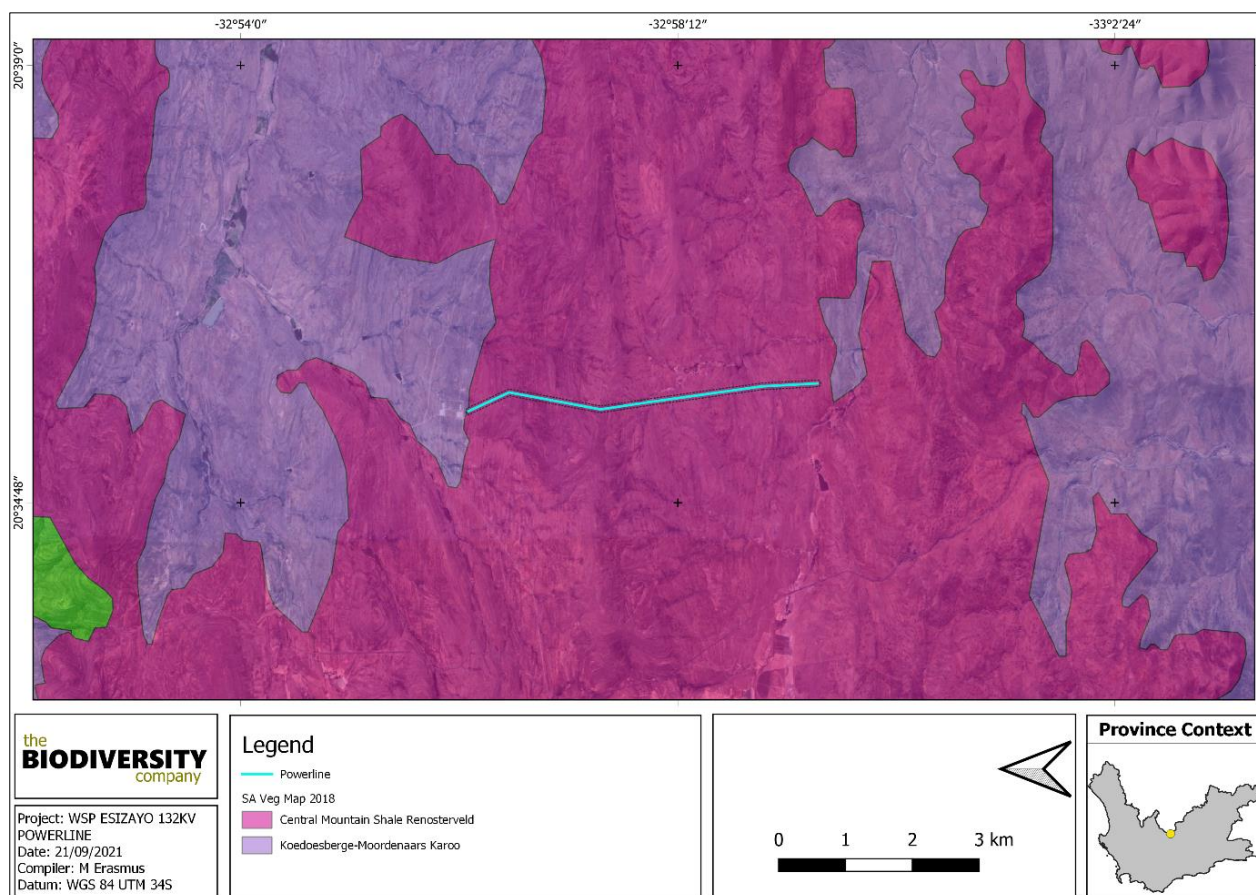 -32°54′0″
-32°58′12″
-33°2′24″
20°39′0″
20°34′48″
the
BIODIVERSITY
company
Project: WSP ESIZAYO 132KV
POWERLINE
Date: 21/09/2021
Compiler: M Erasmus
Datum: WGS 84 UTM 34S
Legend
Powerline
SA Veg Map 2018
Central Mountain Shale Renosterveld
Koedoesberge-Moordenaars Karoo
0 1 2 3 km
Province Context